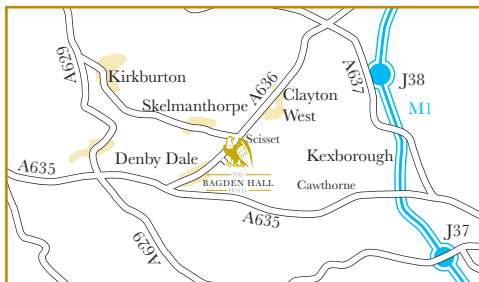 A629
Kirkburton
A636
A637
J38
Skelmanthorpe
Clayton
West
M1
Scisset
Denby Dale
Kexborough
A635
THE
BAGDEN HALL
HOTEL
Cawthorne
A635
A629
J37